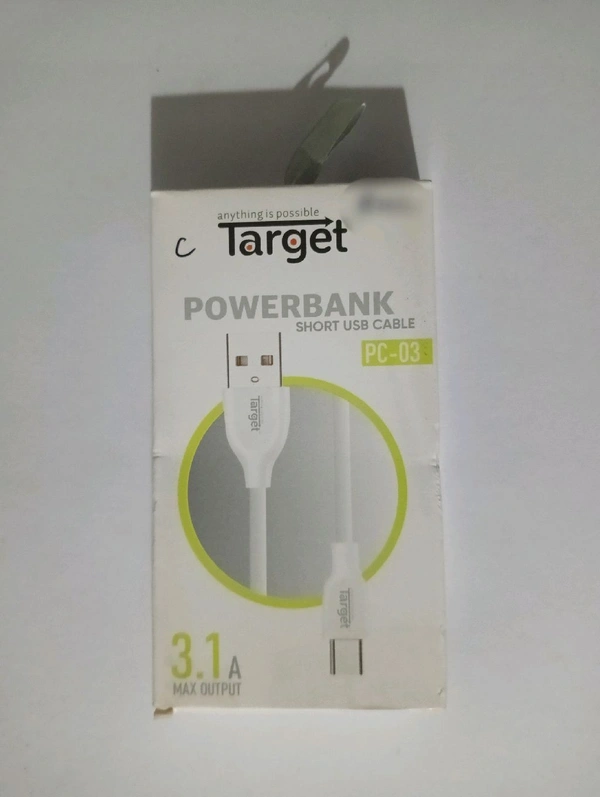 anything is possible
C Target
POWERBANK
SHORT USB CABLE
PC-03
Target
Target
3.1A
MAX OUTPUT